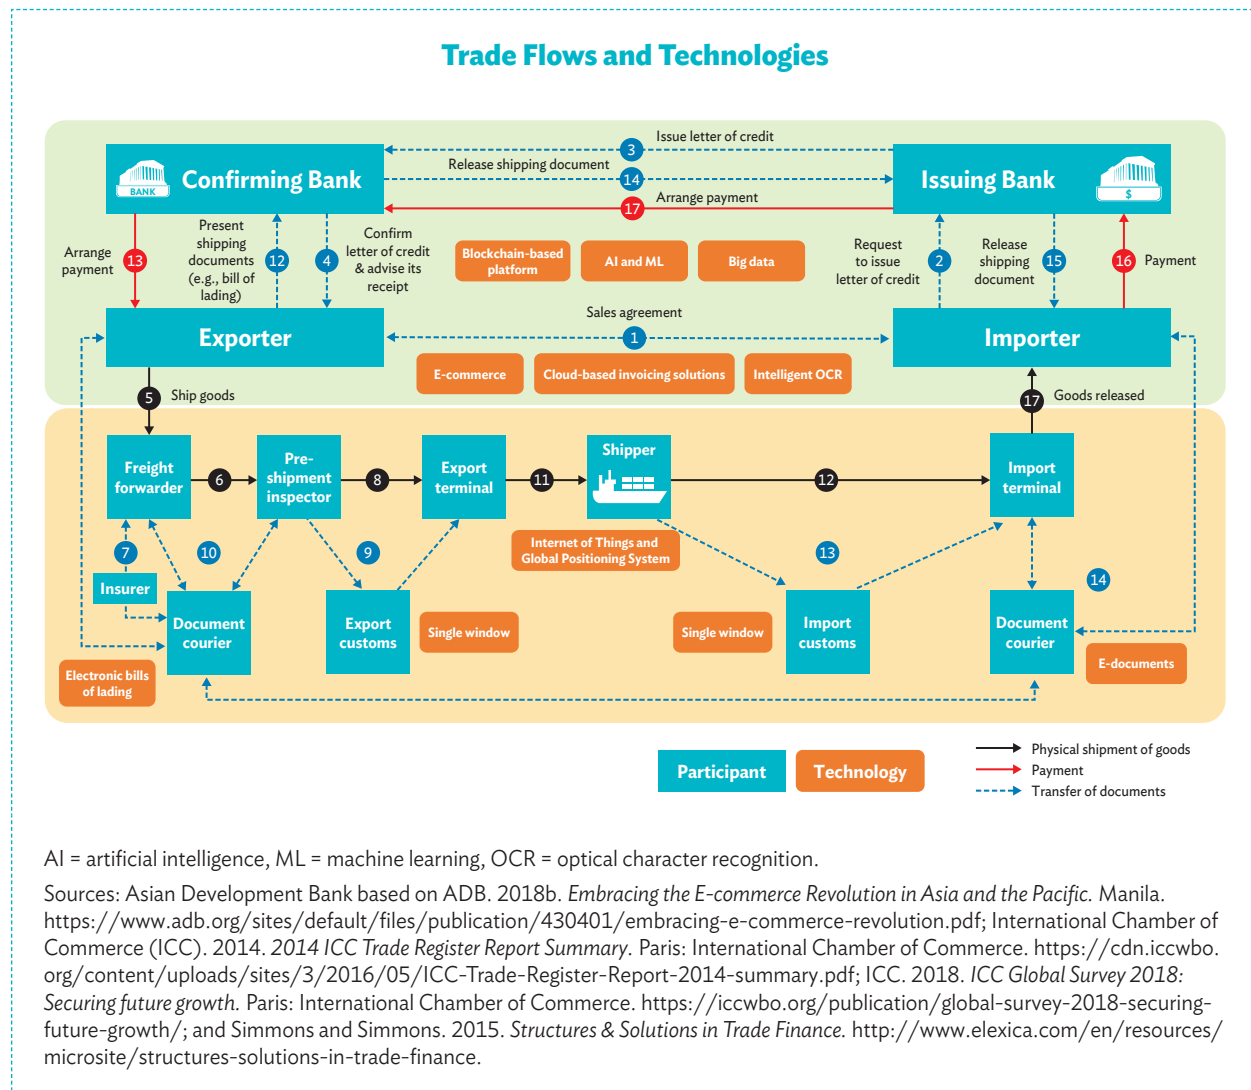 Trade Flows and Technologies
Issue letter of credit
3
Release shipping document
14
Arrange payment
17
BANK
Confirming Bank
Issuing Bank
$
Arrange
payment
13
Present
shipping
documents
(e.g., bill of
lading)
12
4
Confirm
letter of credit
& advise its
receipt
Blockchain-based
platform
AI and ML
Big data
Request
to issue
letter of credit
2
Release
shipping
document
15
16
Payment
Exporter
Sales agreement
1
Importer
E-commerce
Cloud-based invoicing solutions
Intelligent OCR
5
Ship goods
17
Goods released
Freight
forwarder
6
Pre-
shipment
inspector
8
Export
terminal
11
Shipper
12
Import
terminal
7
10
9
Internet of Things and
Global Positioning System
13
14
Insurer
Document
courier
Export
customs
Single window
Single window
Import
customs
Document
courier
Electronic bills
of lading
E-documents
Participant
Technology
Physical shipment of goods
Payment
Transfer of documents
AI = artificial intelligence, ML = machine learning, OCR = optical character recognition.
Sources: Asian Development Bank based on ADB. 2018b. Embracing the E-commerce Revolution in Asia and the Pacific. Manila.
https://www.adb.org/sites/default/files/publication/430401/embracing-e-commerce-revolution.pdf; International Chamber of
Commerce (ICC). 2014. 2014 ICC Trade Register Report Summary. Paris: International Chamber of Commerce. https://cdn.iccwbo.
org/content/uploads/sites/3/2016/05/ICC-Trade-Register-Report-2014-summary.pdf; ICC. 2018. ICC Global Survey 2018:
Securing future growth. Paris: International Chamber of Commerce. https://iccwbo.org/publication/global-survey-2018-securing-
future-growth/; and Simmons and Simmons. 2015. Structures & Solutions in Trade Finance. http://www.elexica.com/en/resources/
microsite/structures-solutions-in-trade-finance.